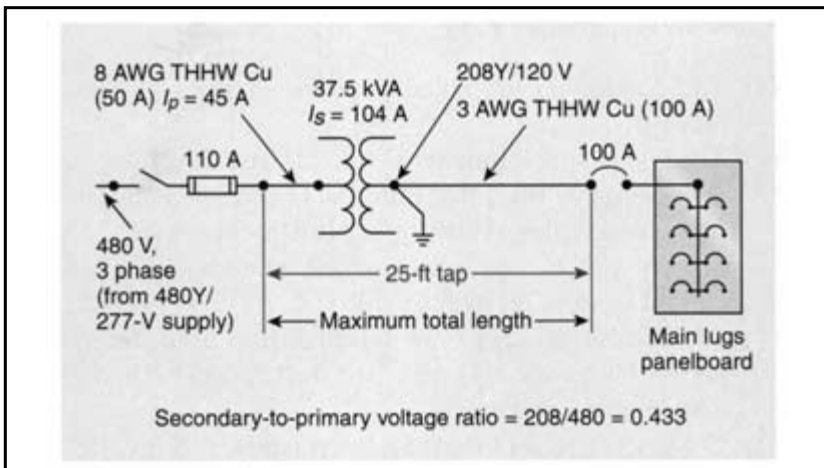 8 AWG THHW Cu
(50 A) Ip = 45 A
37.5 kVA
Is = 104 A
208Y/120 V
3 AWG THHW Cu (100 A)
110 A
100 A
480 V,
3 phase
(from 480Y/
277-V supply)
25-ft tap
Maximum total length
Main lugs
panelboard
Secondary-to-primary voltage ratio = 208/480 = 0.433